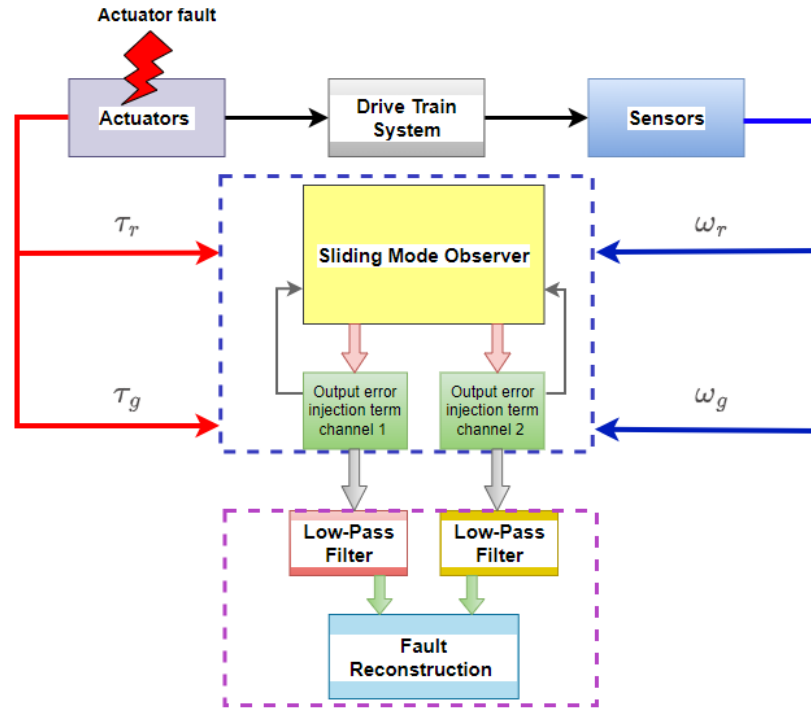 Actuator fault
Actuators
Drive Train
System
Sensors
τr
ωr
Sliding Mode Observer
τg
ωg
Output error
injection term
channel 1
Output error
injection term
channel 2
Low-Pass
Filter
Low-Pass
Filter
Fault
Reconstruction